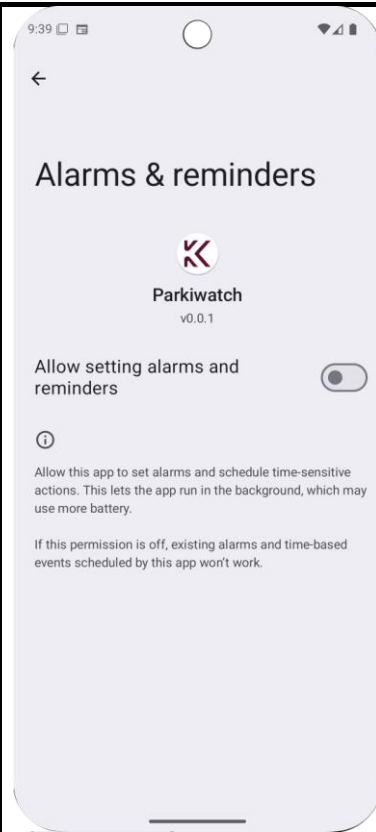 9:39
Alarms & reminders
Parkiwatch
v0.0.1
Allow setting alarms and
reminders
Allow this app to set alarms and schedule time-sensitive
actions. This lets the app run in the background, which may
use more battery.
If this permission is off, existing alarms and time-based
events scheduled by this app won’t work.